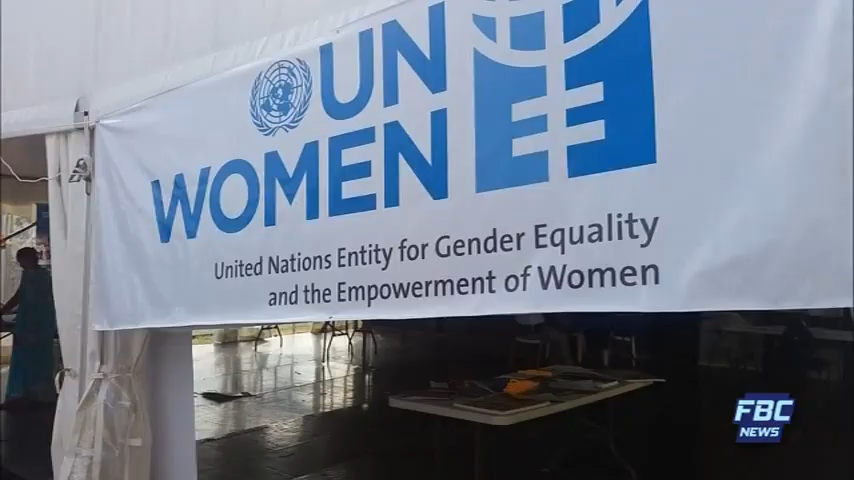 UN
WOMEN
United Nations Entity for Gender Equality
and the Empowerment of Women
FBC
NEWS